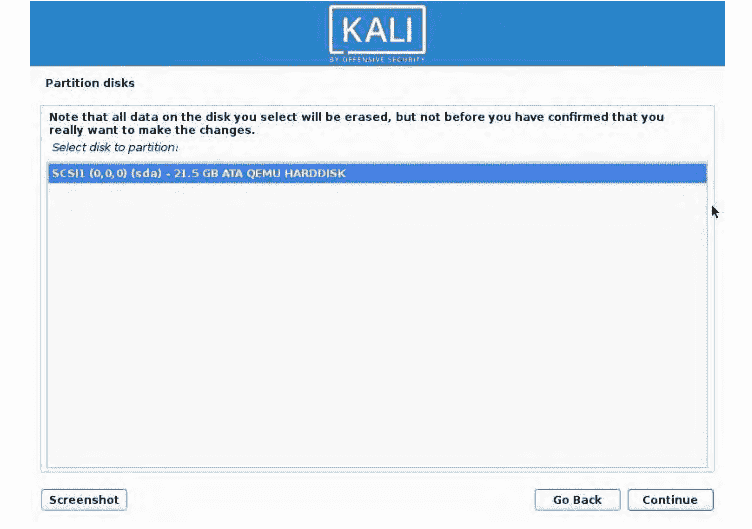 KALI
BY OFFENSIVE SECURITY
Partition disks
Note that all data on the disk you select will be erased, but not before you have confirmed that you
really want to make the changes.
Select disk to partition:
SCSI1 (0,0,0) (sda) - 21.5 GB ATA QEMU HARDDISK
Screenshot
Go Back
Continue